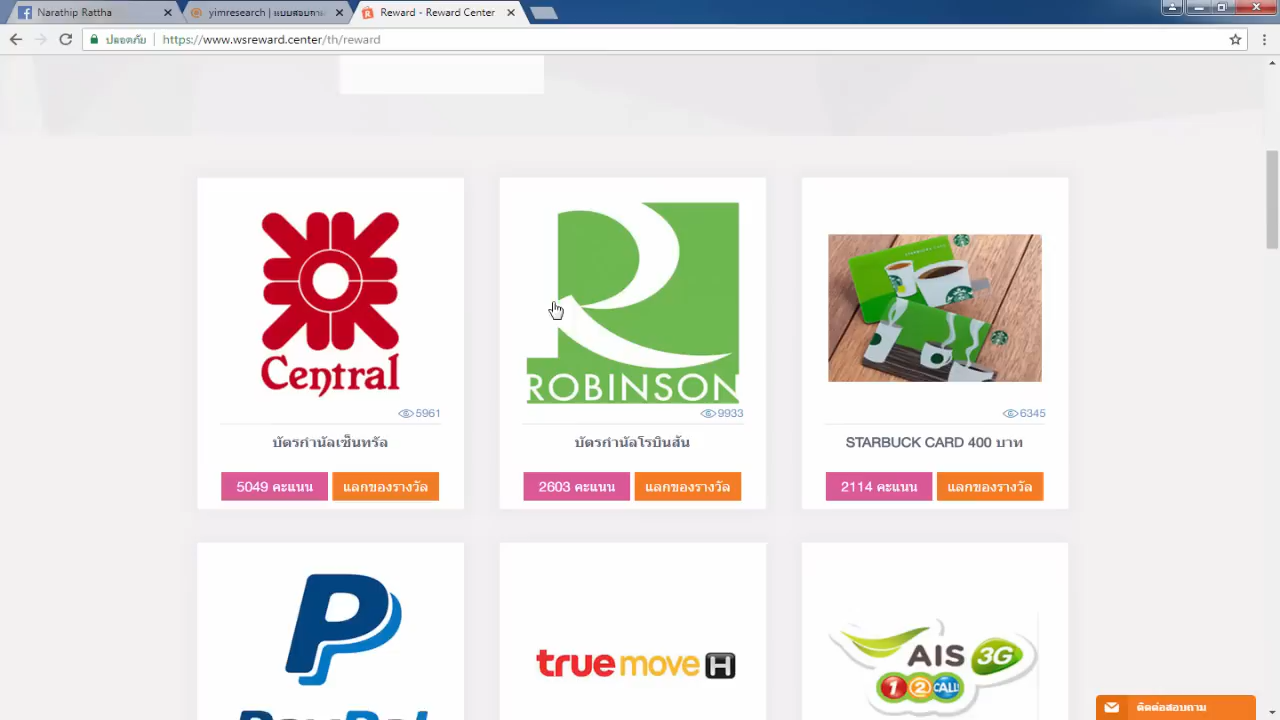 Narathip Rattha
yimresearch | แบบสอบถาม
Reward - Reward Center
ปลอดภัย
https://www.wsreward.center/th/reward
Central
ROBINSON
5961
9933
6345
บัตรกำนัลเซ็นทรัล
บัตรกำนัลโรบินสัน
STARBUCK CARD 400 บาท
5049 คะแนน
แลกของรางวัล
2603 คะแนน
แลกของรางวัล
2114 คะแนน
แลกของรางวัล
true move H
AIS 3G
1 2 CALL!
PayPal
ติดต่อสอบถาม